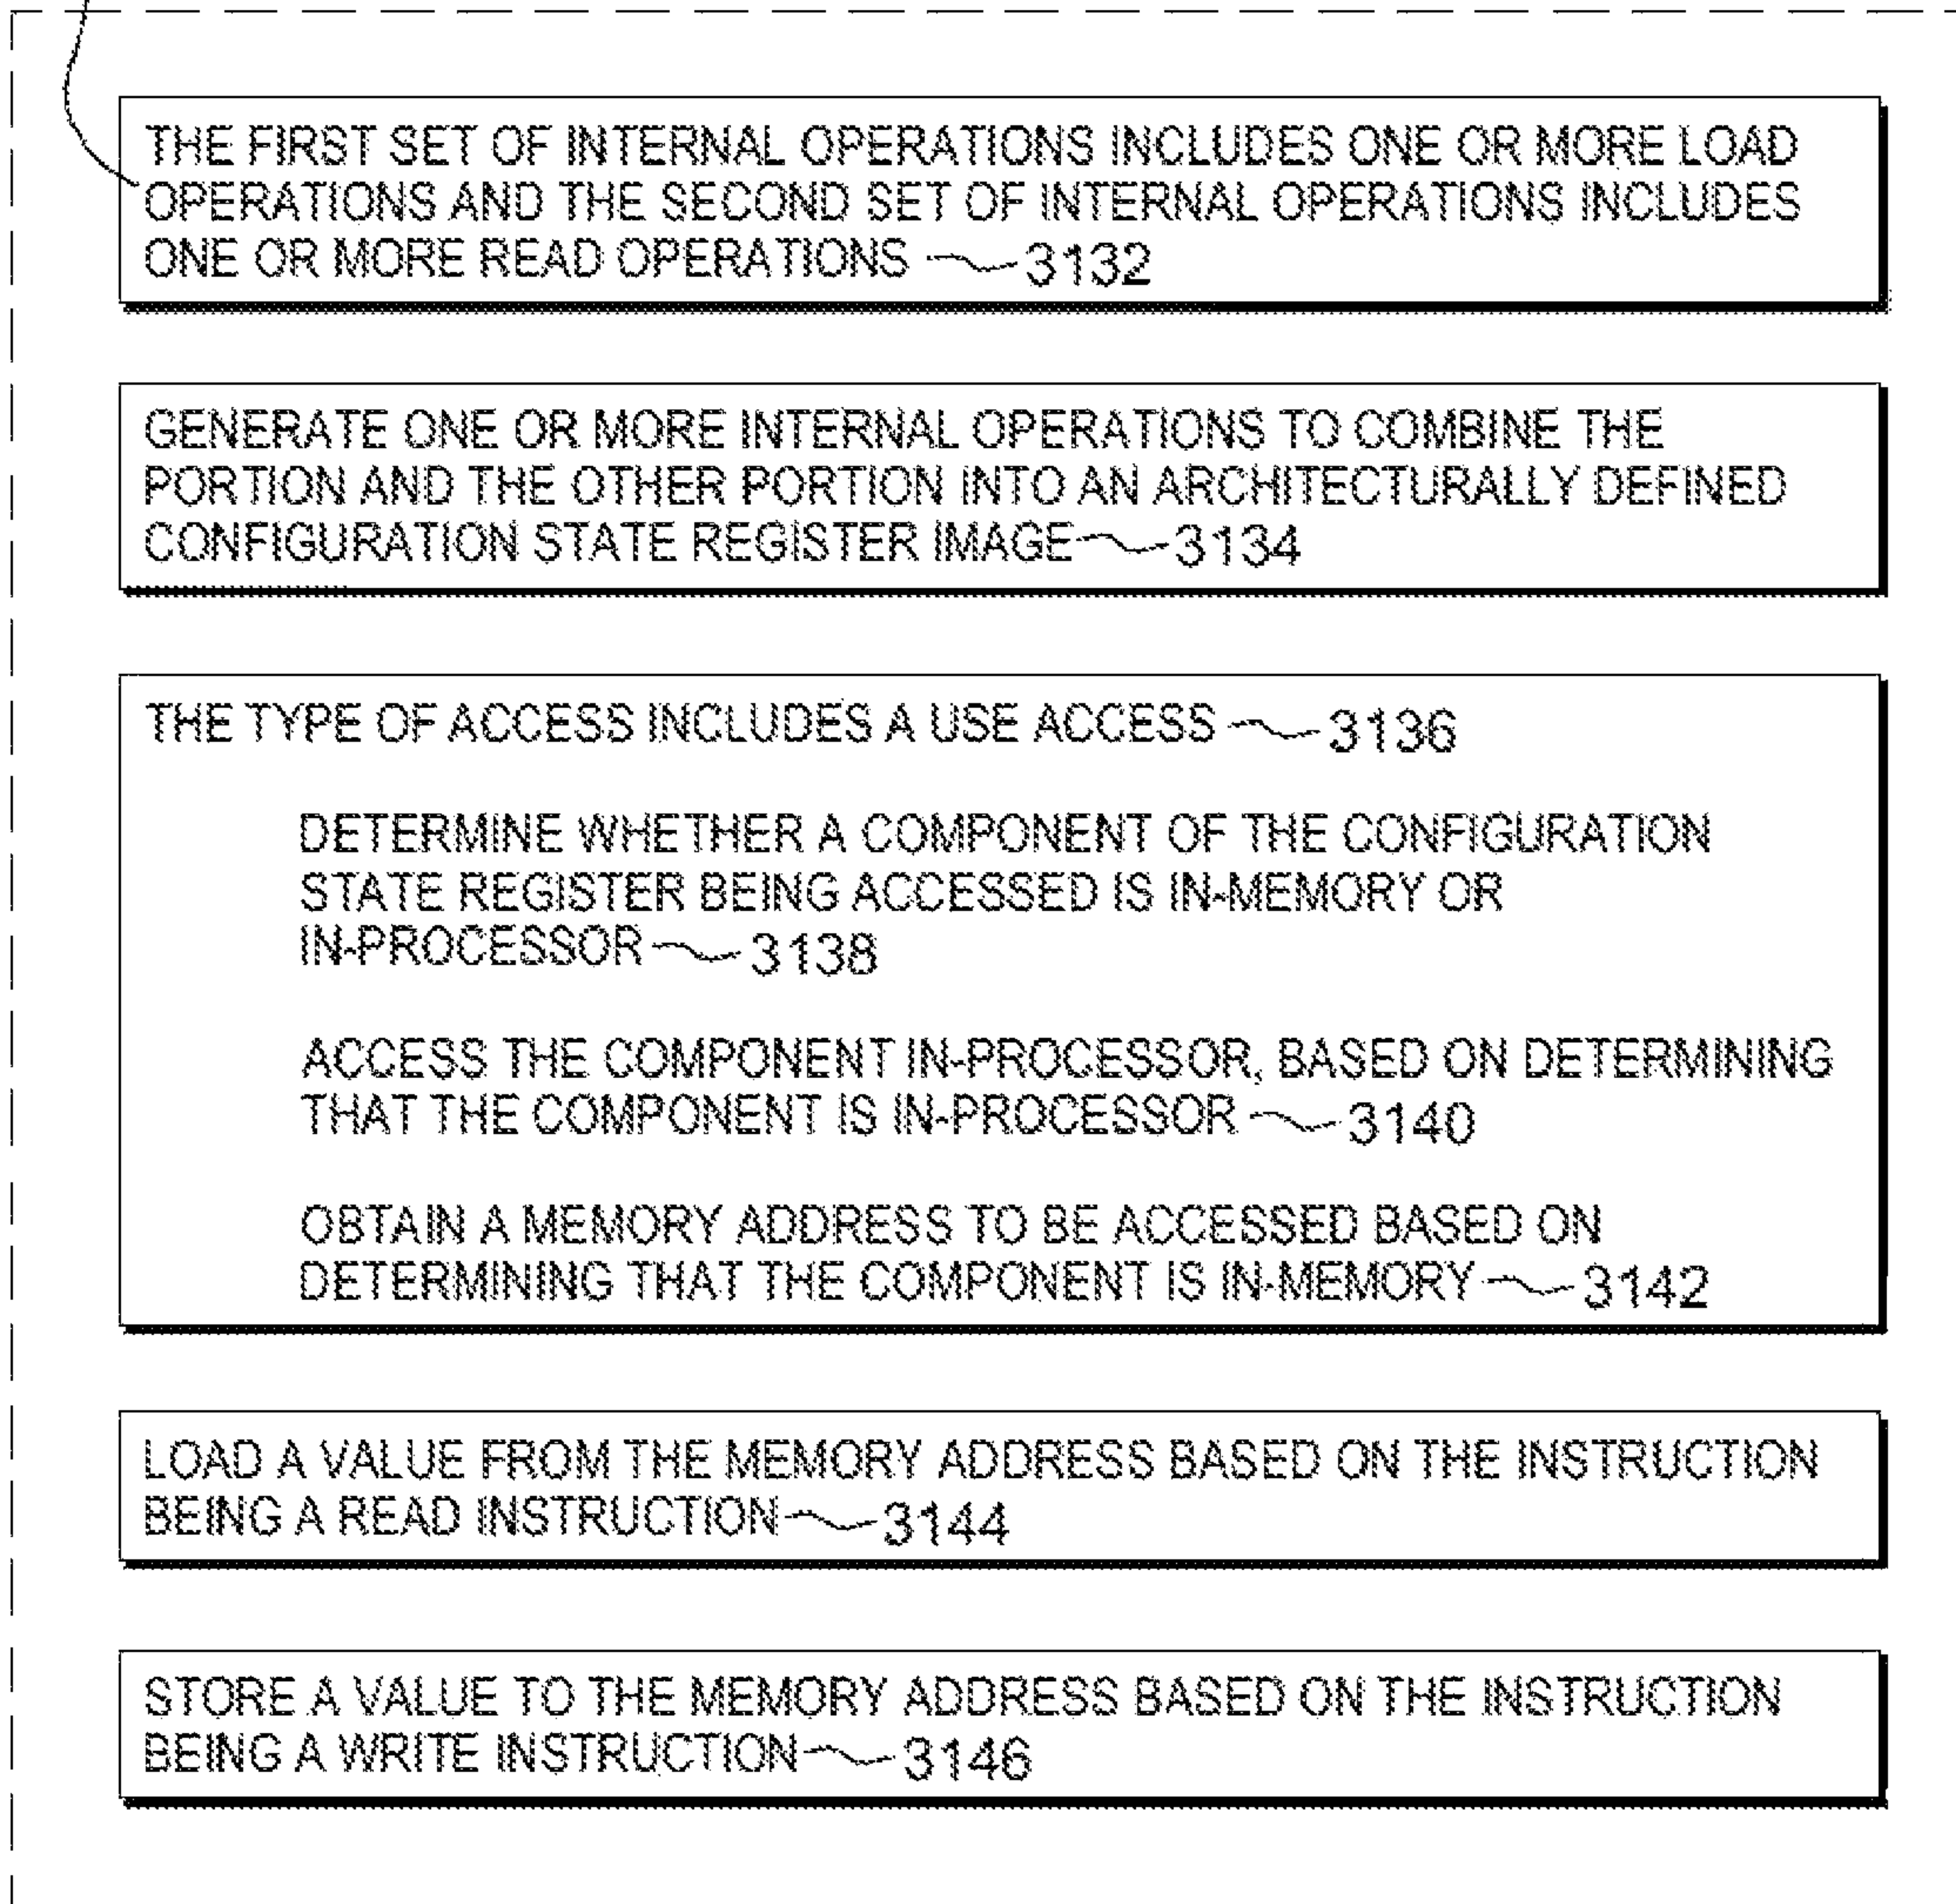 THE FIRST SET OF INTERNAL OPERATIONS INCLUDES ONE OR MORE LOAD
OPERATIONS AND THE SECOND SET OF INTERNAL OPERATIONS INCLUDES
ONE OR MORE READ OPERATIONS 3132
GENERATE ONE OR MORE INTERNAL OPERATIONS TO COMBINE THE
PORTION AND THE OTHER PORTION INTO AN ARCHITECTURALLY DEFINED
CONFIGURATION STATE REGISTER IMAGE 3134
THE TYPE OF ACCESS INCLUDES A USE ACCESS 3136
DETERMINE WHETHER A COMPONENT OF THE CONFIGURATION
STATE REGISTER BEING ACCESSED IS IN-MEMORY OR
IN-PROCESSOR 3138
ACCESS THE COMPONENT IN-PROCESSOR, BASED ON DETERMINING
THAT THE COMPONENT IS IN-PROCESSOR 3140
OBTAIN A MEMORY ADDRESS TO BE ACCESSED BASED ON
DETERMINING THAT THE COMPONENT IS IN-MEMORY 3142
LOAD A VALUE FROM THE MEMORY ADDRESS BASED ON THE INSTRUCTION
BEING A READ INSTRUCTION 3144
STORE A VALUE TO THE MEMORY ADDRESS BASED ON THE INSTRUCTION
BEING A WRITE INSTRUCTION 3146